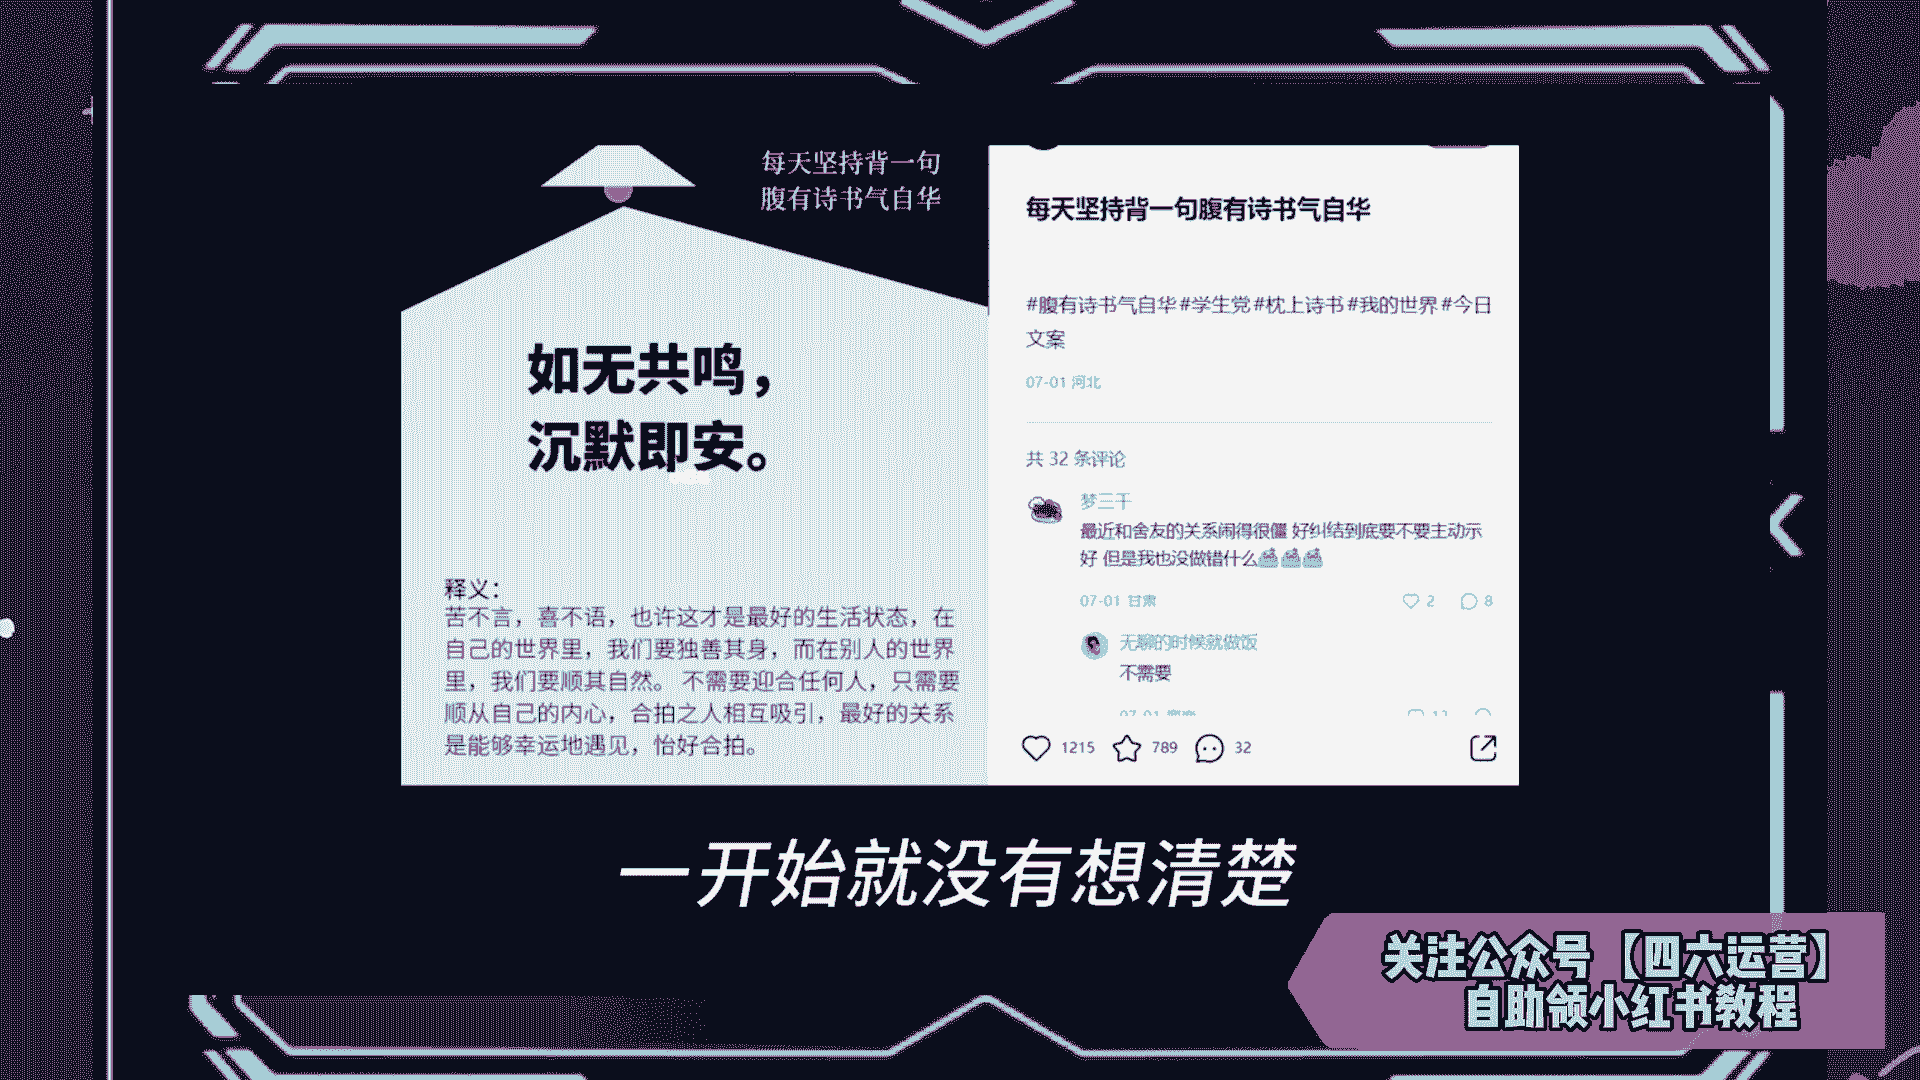 每天坚持背一句
腹有诗书气自华
如无共鸣，
沉默即安。
释义：
苦不言，喜不语，也许这才是最好的生活状态，在
自己的世界里，我们要独善其身，而在别人的世界
里，我们要顺其自然。 不需要迎合任何人，只需要
顺从自己的内心，合拍之人相互吸引，最好的关系
是能够幸运地遇见，恰好合拍。
每天坚持背一句腹有诗书气自华
#腹有诗书气自华 #学生党 #枕上诗书 #我的世界 #今日
文案
07-01 河北
共 32 条评论
梦三千
最近和舍友的关系闹得很僵 好纠结到底要不要主动示
好 但是我也没做错什么
07-01 甘肃
2
8
无聊的时候就做饭
不需要
07-01
1215
789
32
一开始就没有想清楚
关注公众号【四六运营】
自助领小红书教程